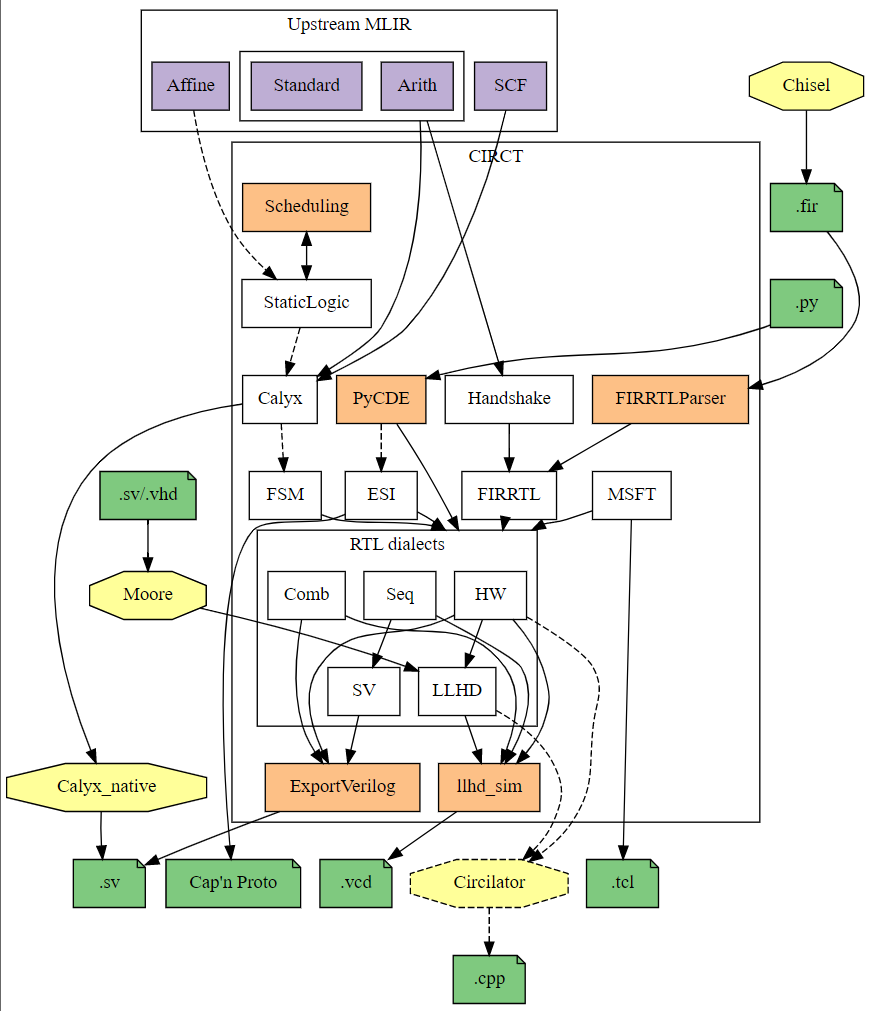 Upstream MLIR
Affine
Standard
Arith
SCF
Chisel
CIRCT
Scheduling
.fir
StaticLogic
.py
Calyx
PyCDE
Handshake
FIRRTLParser
.sv/.vhd
FSM
ESI
FIRRTL
MSFT
RTL dialects
Moore
Comb
Seq
HW
SV
LLHD
Calyx_native
ExportVerilog
llhd_sim
.sv
Cap'n Proto
.vcd
Circilator
.tcl
.cpp